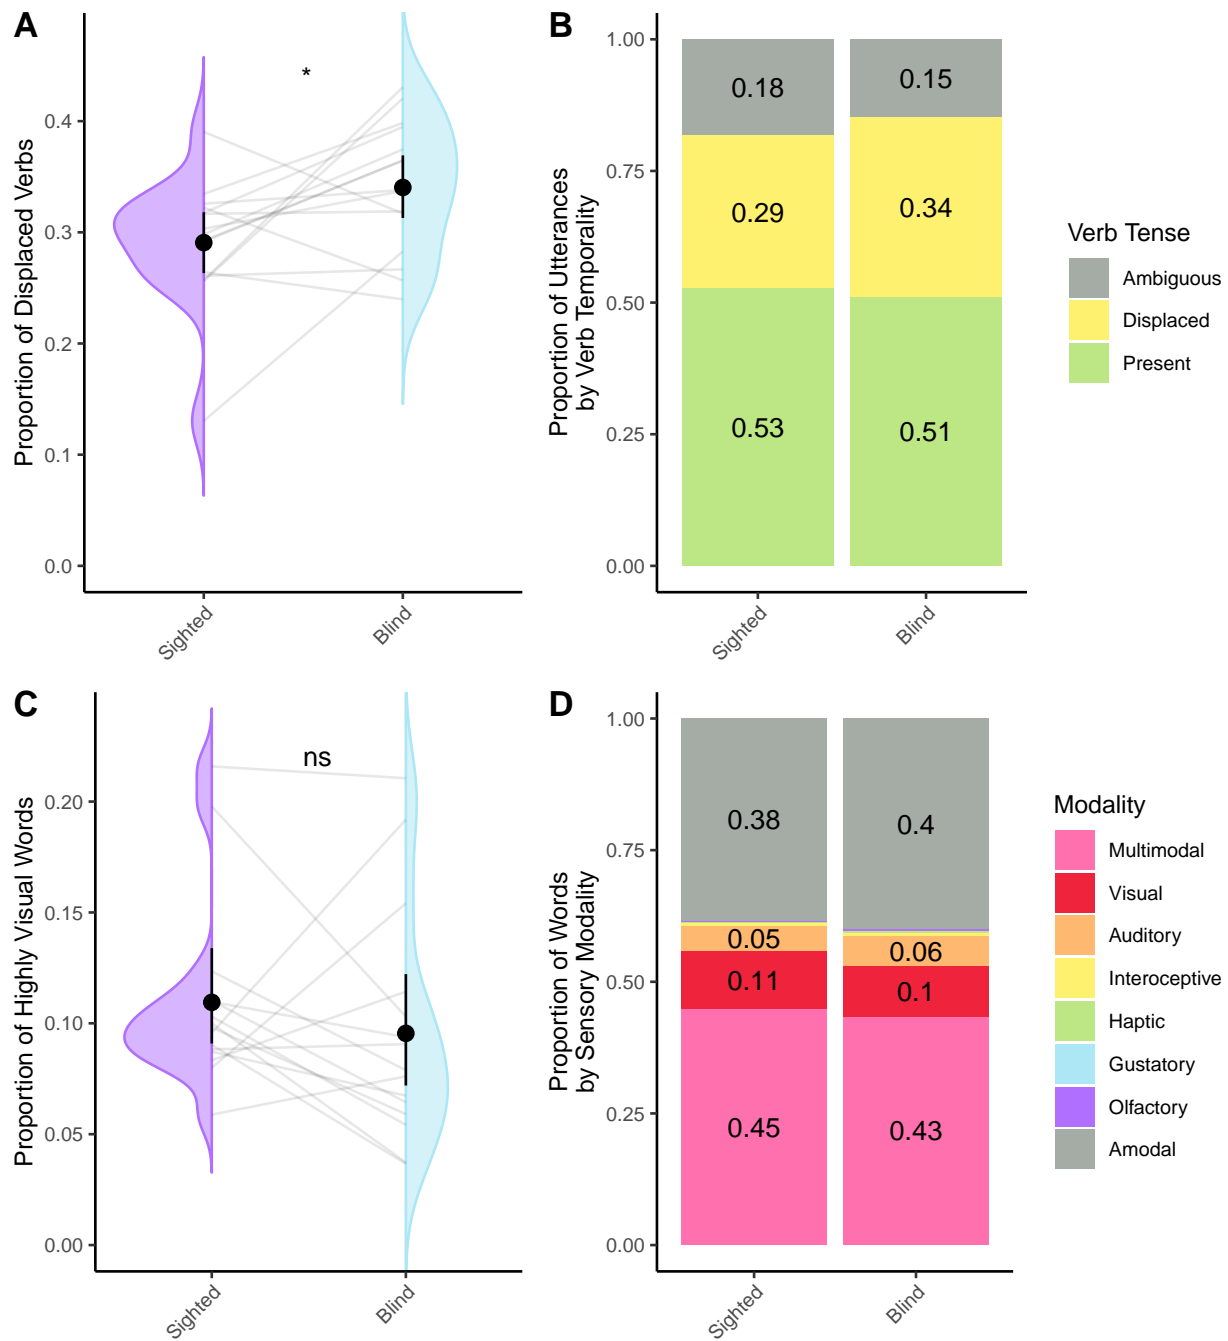 A
Proportion of Displaced Verbs
0.4
0.3
0.2
0.1
0.0
*
Sighted
Blind
B
Proportion of Utterances
by Verb Temporality
1.00
0.75
0.50
0.25
0.00
0.18
0.29
0.53
0.15
0.34
0.51
Sighted
Blind
Verb Tense
Ambiguous
Displaced
Present
C
Proportion of Highly Visual Words
0.20
0.15
0.10
0.05
0.00
ns
Sighted
Blind
D
Proportion of Words
by Sensory Modality
1.00
0.75
0.50
0.25
0.00
0.38
0.05
0.11
0.45
0.4
0.06
0.1
0.43
Sighted
Blind
Modality
Multimodal
Visual
Auditory
Interoceptive
Haptic
Gustatory
Olfactory
Amodal